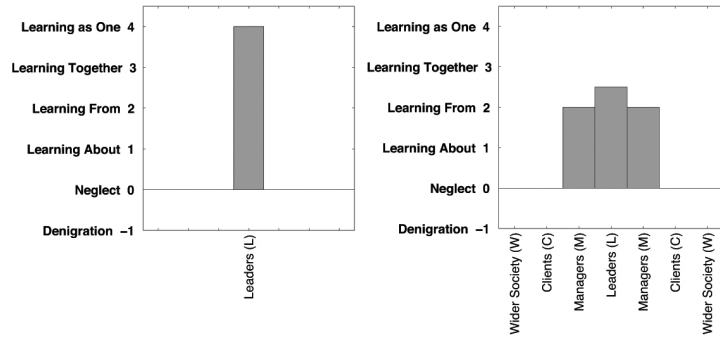 Learning as One 4
Learning Together 3
Learning From 2
Learning About 1
Neglect 0
Denigration −1
Leaders (L)
Learning as One 4
Learning Together 3
Learning From 2
Learning About 1
Neglect 0
Denigration −1
Wider Society (W)
Clients (C)
Managers (M)
Leaders (L)
Managers (M)
Clients (C)
Wider Society (W)